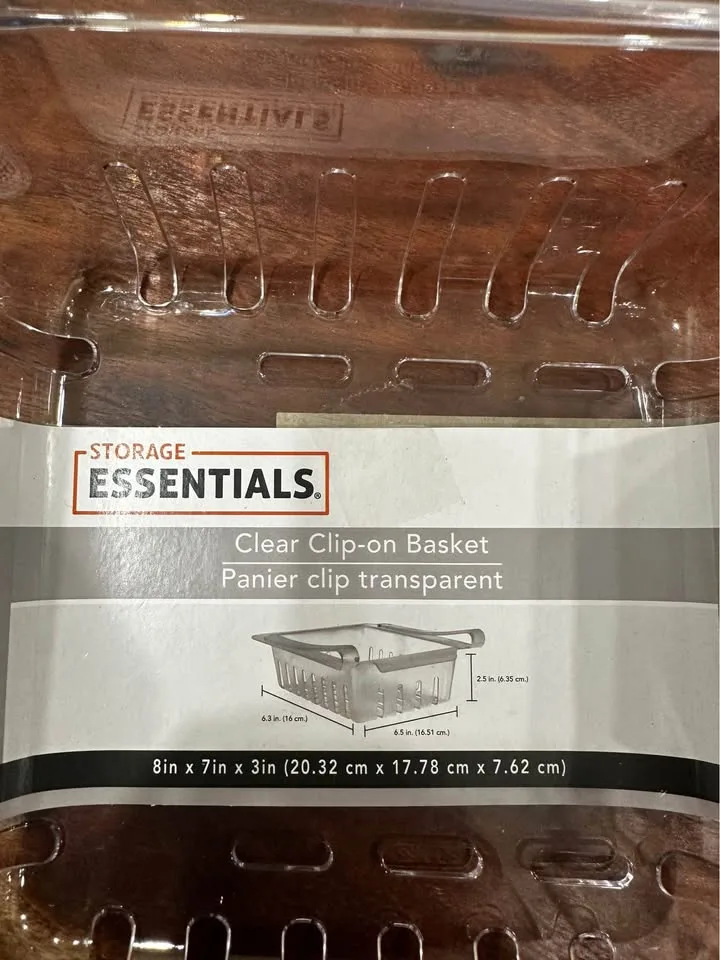 STORAGE
ESSENTIALS®
Clear Clip-on Basket
Panier clip transparent
2.5 in. (6.35 cm.)
6.3 in. (16 cm.)
6.5 in. (16.51 cm.)
8in x 7in x 3in (20.32 cm x 17.78 cm x 7.62 cm)